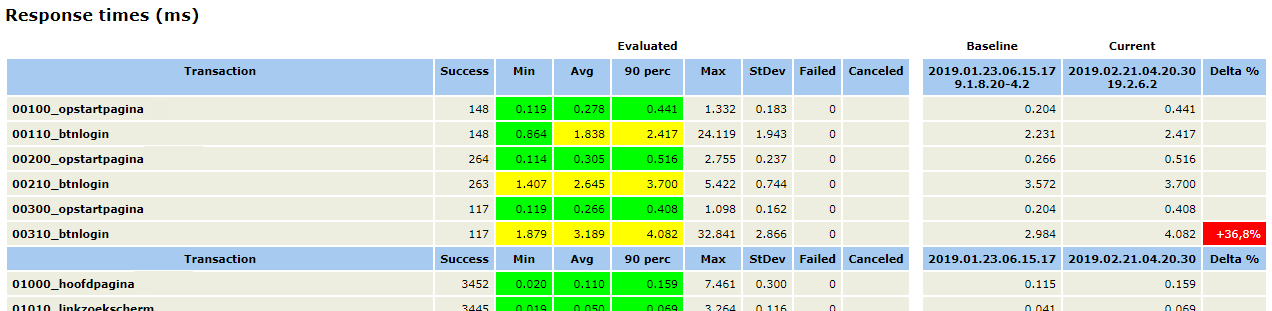 Response times (ms)
Evaluated Baseline Current
Transaction Success Min Avg 90 perc Max StDev Failed Canceled 2019.01.23.06.15.17 2019.02.21.04.20.30 Delta %
9.1.8.20-4.2 19.2.6.2
00100_opstartpagina 148 0.119 0.278 0.441 1.332 0.183 0 0.204 0.441
00110_btnlogin 148 0.864 1.838 2.417 24.119 1.943 0 2.231 2.417
00200_opstartpagina 264 0.114 0.305 0.516 2.755 0.237 0 0.266 0.516
00210_btnlogin 263 1.407 2.645 3.700 5.422 0.744 0 3.572 3.700
00300_opstartpagina 117 0.119 0.266 0.408 1.098 0.162 0 0.204 0.408
00310_btnlogin 117 1.879 3.189 4.082 32.841 2.866 0 2.984 4.082 +36,8%
Transaction Success Min Avg 90 perc Max StDev Failed Canceled 2019.01.23.06.15.17 2019.02.21.04.20.30 Delta %
01000_hoofdpagina 3452 0.020 0.110 0.159 7.461 0.300 0 0.115 0.159
01010_linkzoekscherm 3445 0.019 0.050 0.069 3.264 0.116 0 0.041 0.069